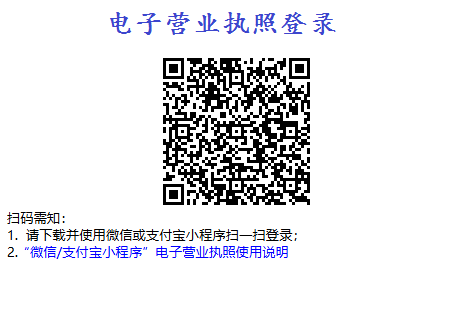 电子营业执照登录
扫码需知：
1. 请下载并使用微信或支付宝小程序扫一扫登录；
2.“微信/支付宝小程序”电子营业执照使用说明